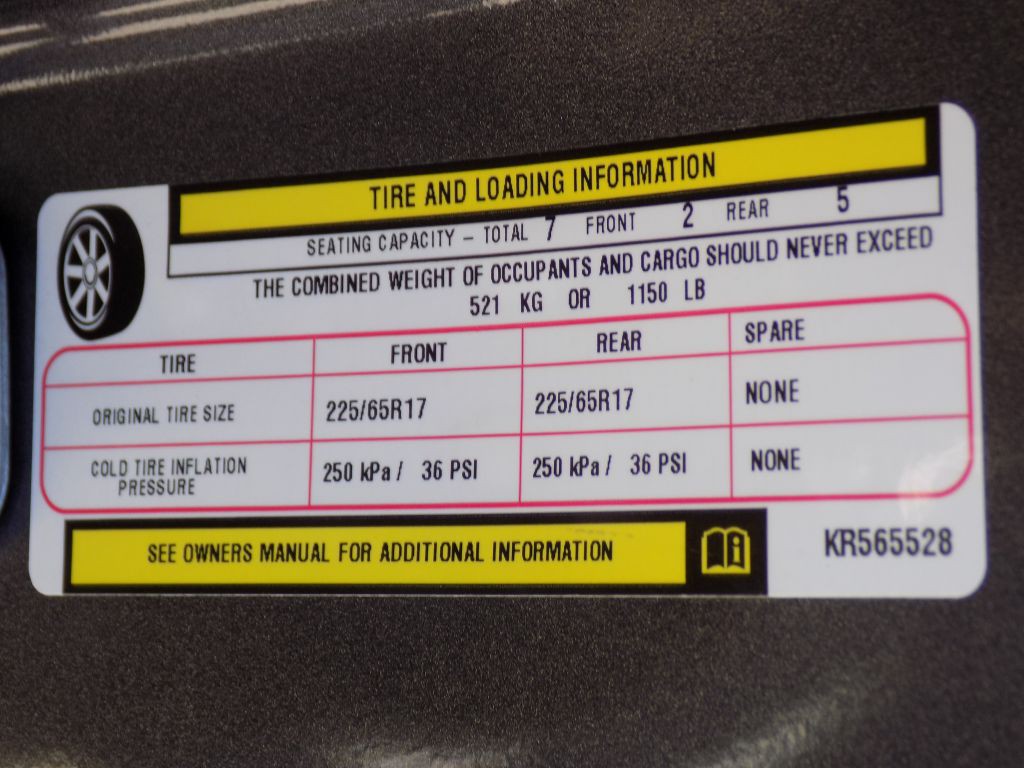 TIRE AND LOADING INFORMATION
SEATING CAPACITY – TOTAL 7 FRONT 2 REAR 5
THE COMBINED WEIGHT OF OCCUPANTS AND CARGO SHOULD NEVER EXCEED
521 KG OR 1150 LB
TIRE FRONT REAR SPARE
ORIGINAL TIRE SIZE 225/65R17 225/65R17 NONE
COLD TIRE INFLATION
PRESSURE 250 kPa / 36 PSI 250 kPa / 36 PSI NONE
SEE OWNERS MANUAL FOR ADDITIONAL INFORMATION
KR565528